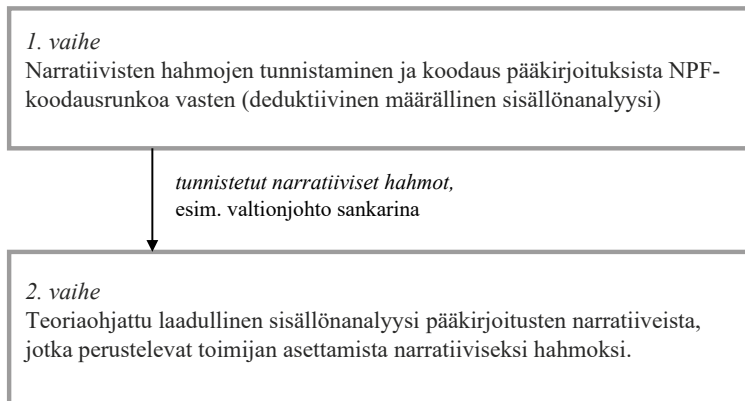 1. vaihe
Narratiivisten hahmojen tunnistaminen ja koodaus pääkirjoituksista NPF-
koodausrunkoa vasten (deduktiivinen määrällinen sisällönanalyysi)
tunnistetut narratiiviset hahmot,
esim. valtionjohto sankarina
2. vaihe
Teoriaohjattu laadullinen sisällönanalyysi pääkirjoitusten narratiiveista,
jotka perustelevat toimijan asettamista narratiiviseksi hahmoksi.